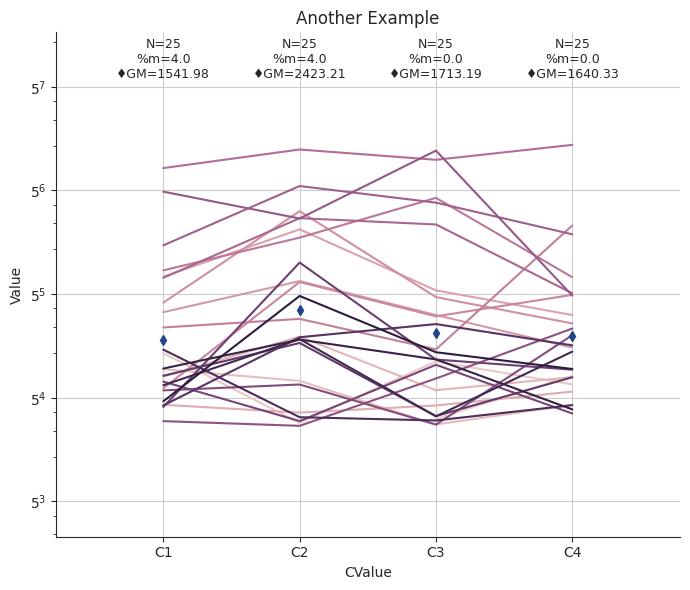 Another Example
N=25 N=25 N=25 N=25
%m=4.0 %m=4.0 %m=0.0 %m=0.0
♦GM=1541.98 ♦GM=2423.21 ♦GM=1713.19 ♦GM=1640.33
5⁷
5⁶
5⁵
5⁴
5³
Value
C1 C2 C3 C4
CValue